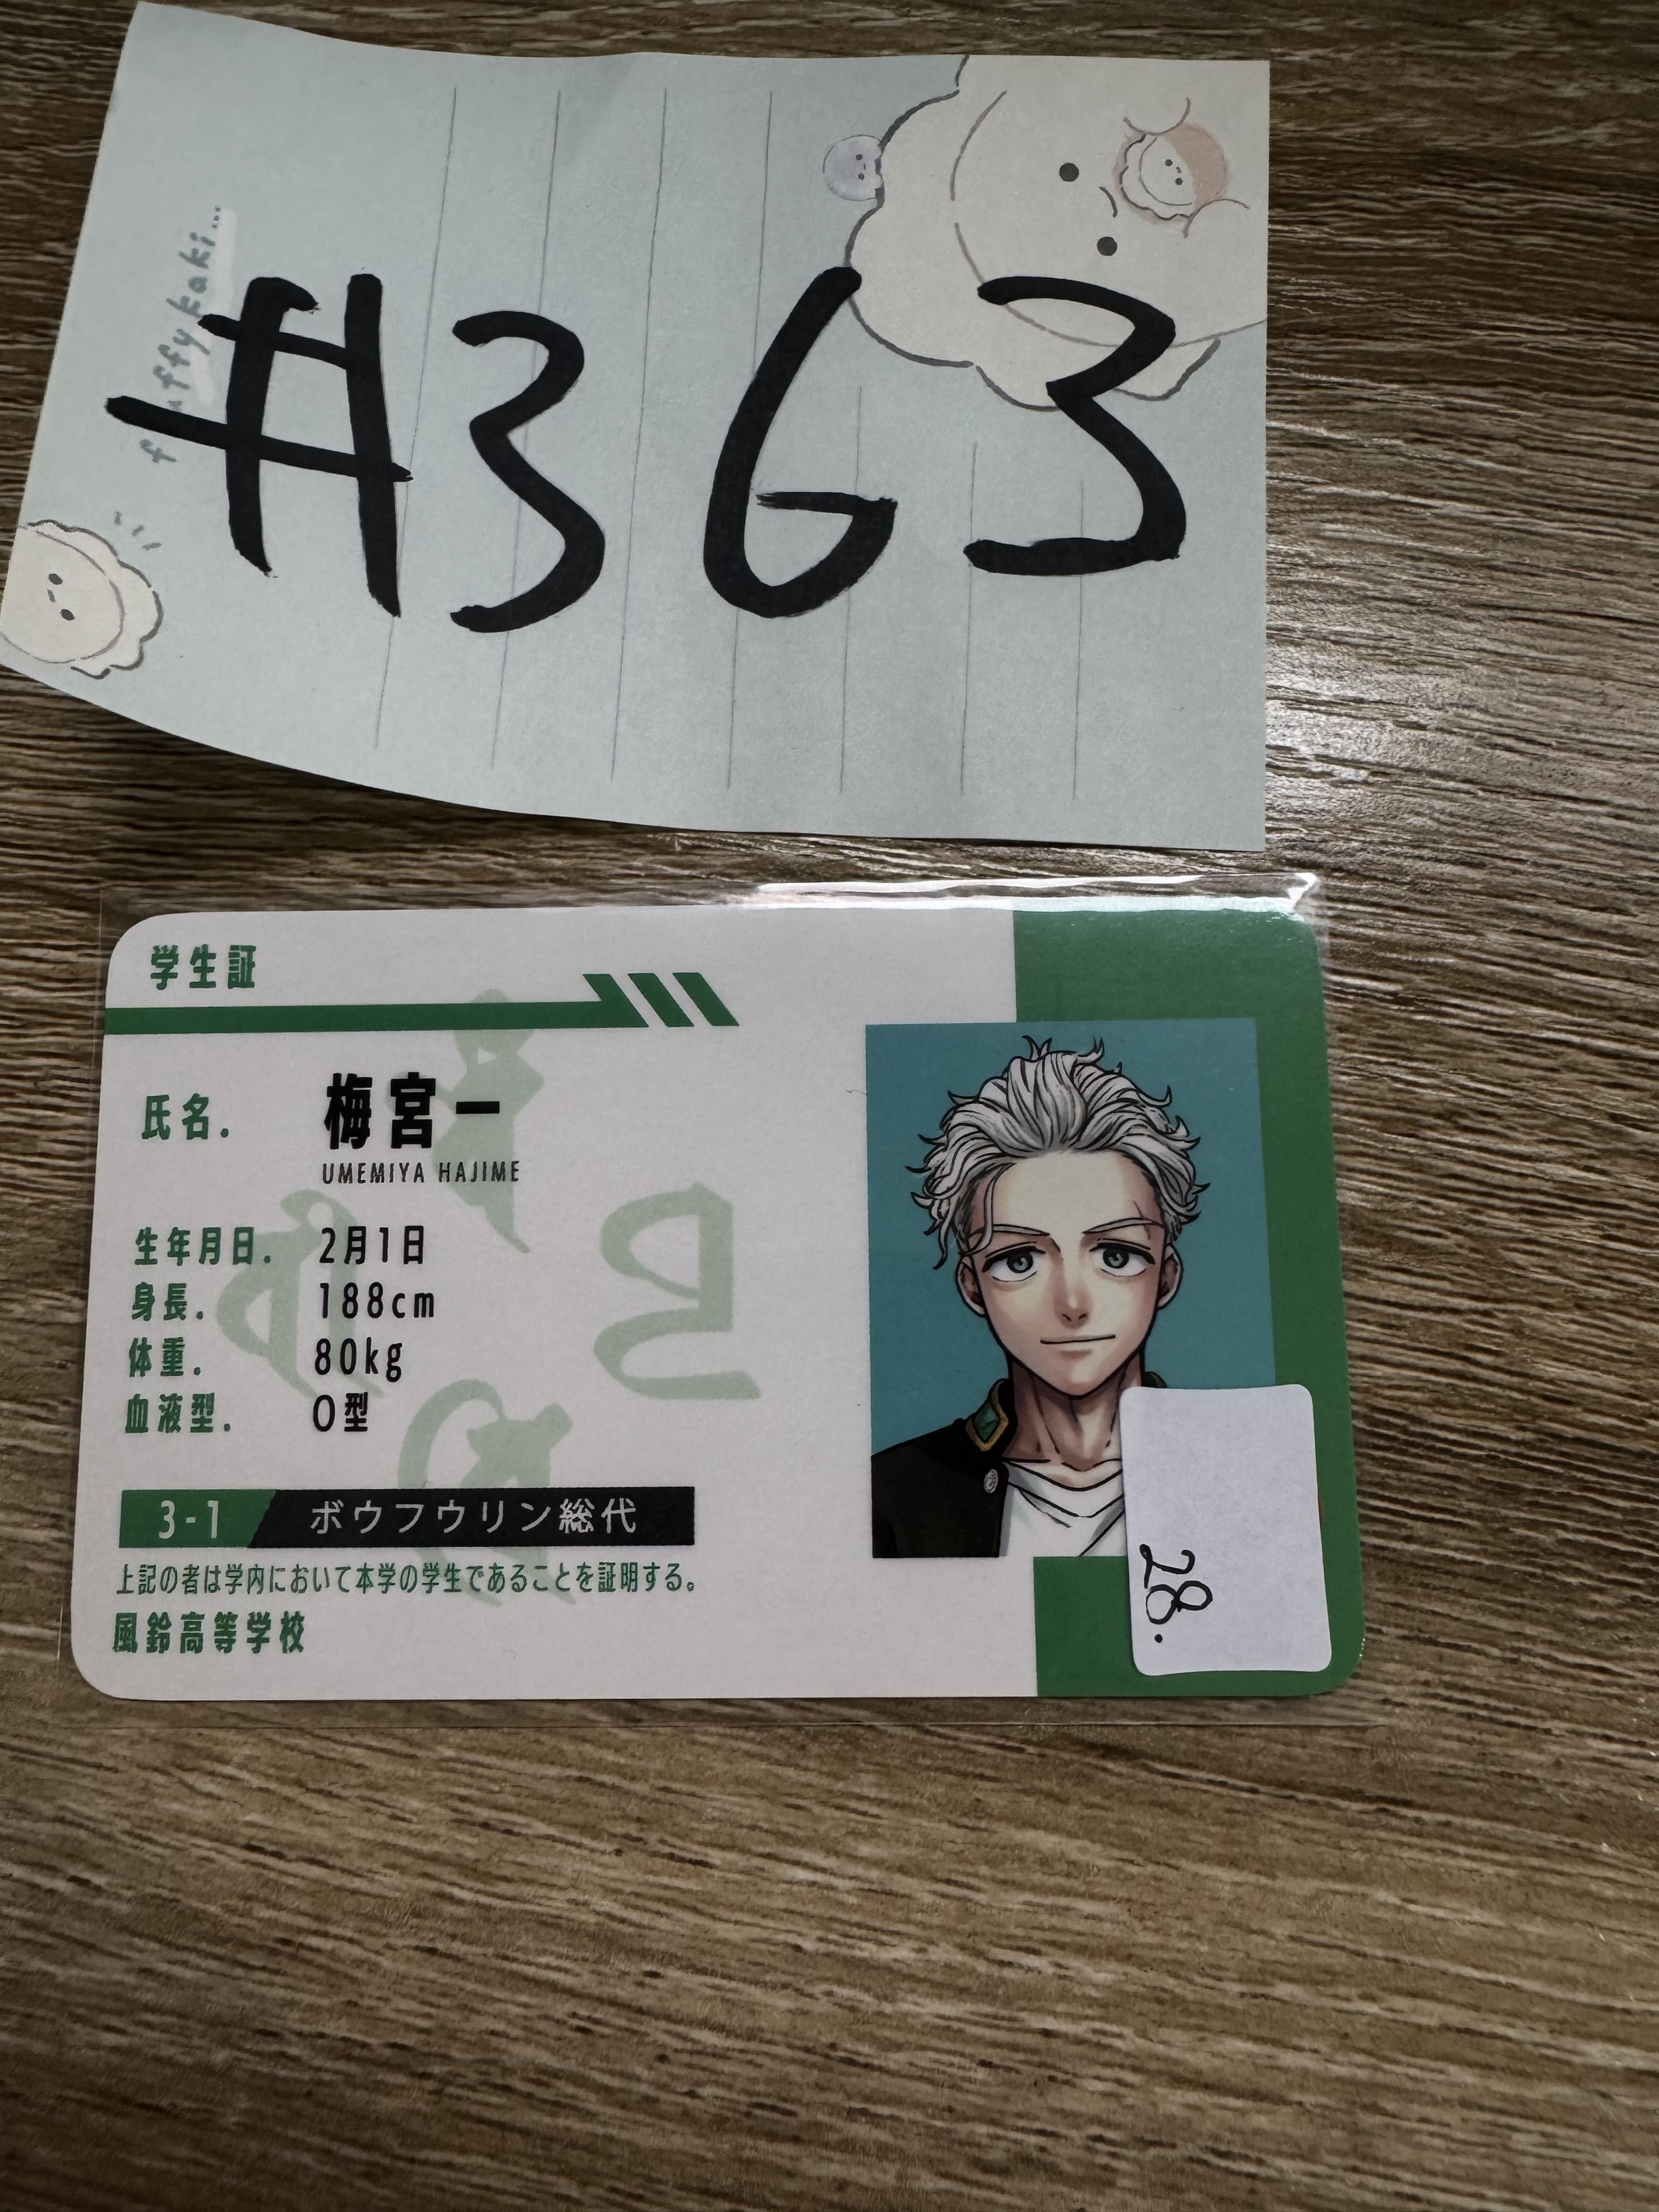 fluffy kaki...
#363
学生証
氏名. 梅宮一
UMEMIYA HAJIME
生年月日. 2月1日
身長. 188cm
体重. 80kg
血液型. O型
3-1 ボウフウリン総代
上記の者は学内において本学の学生であることを証明する。
風鈴高等学校
28.